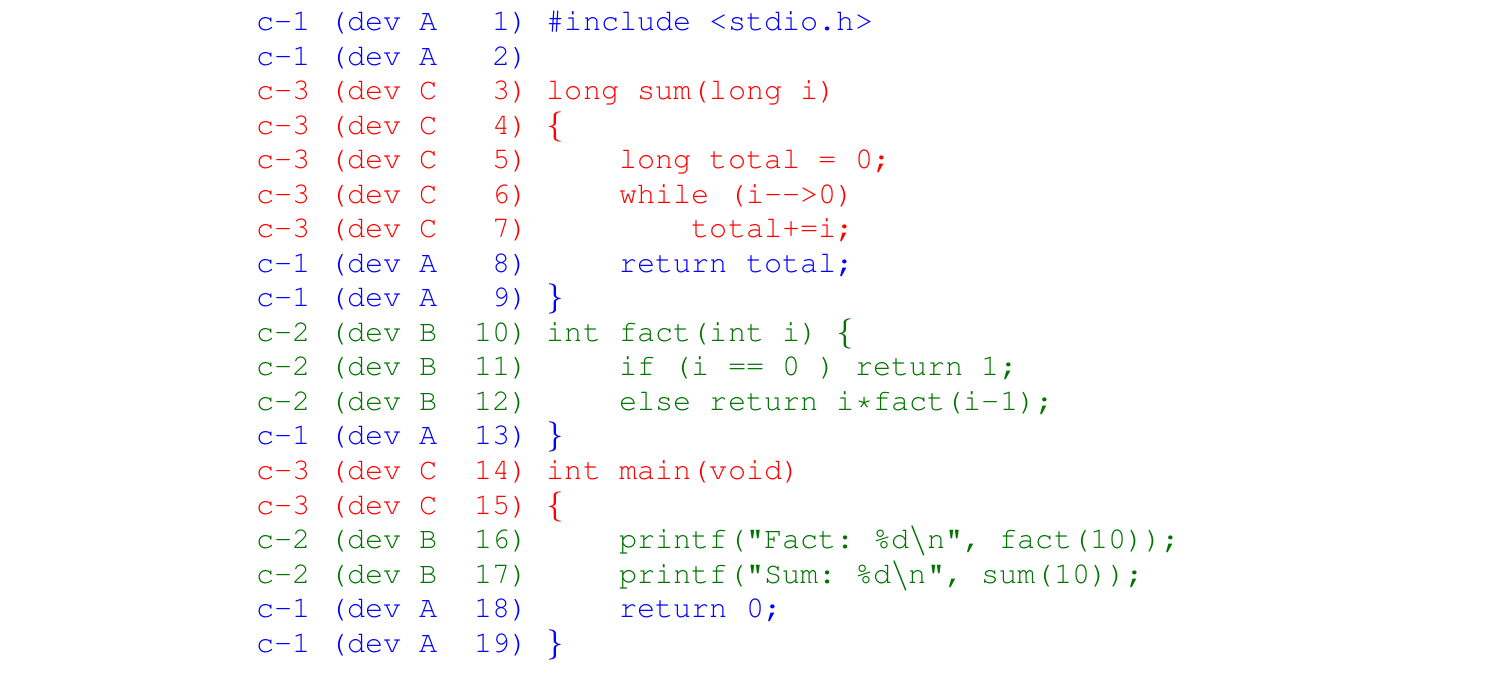 c-1 (dev A   1) #include <stdio.h>
c-1 (dev A   2)
c-3 (dev C   3) long sum(long i)
c-3 (dev C   4) {
c-3 (dev C   5)     long total = 0;
c-3 (dev C   6)     while (i-->0)
c-3 (dev C   7)         total+=i;
c-1 (dev A   8)     return total;
c-1 (dev A   9) }
c-2 (dev B  10) int fact(int i) {
c-2 (dev B  11)     if (i == 0 ) return 1;
c-2 (dev B  12)     else return i*fact(i-1);
c-1 (dev A  13) }
c-3 (dev C  14) int main(void)
c-3 (dev C  15) {
c-2 (dev B  16)     printf("Fact: %d\n", fact(10));
c-2 (dev B  17)     printf("Sum: %d\n", sum(10));
c-1 (dev A  18)     return 0;
c-1 (dev A  19) }